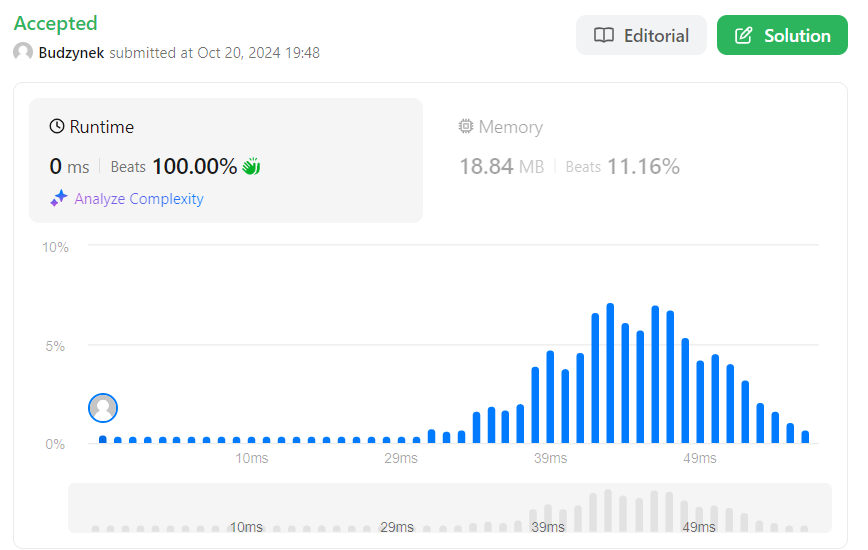 Accepted
Budzynek submitted at Oct 20, 2024 19:48
Editorial
Solution
Runtime
0 ms Beats 100.00%
Analyze Complexity
Memory
18.84 MB Beats 11.16%
10%
5%
0%
10ms 29ms 39ms 49ms
10ms 29ms 39ms 49ms